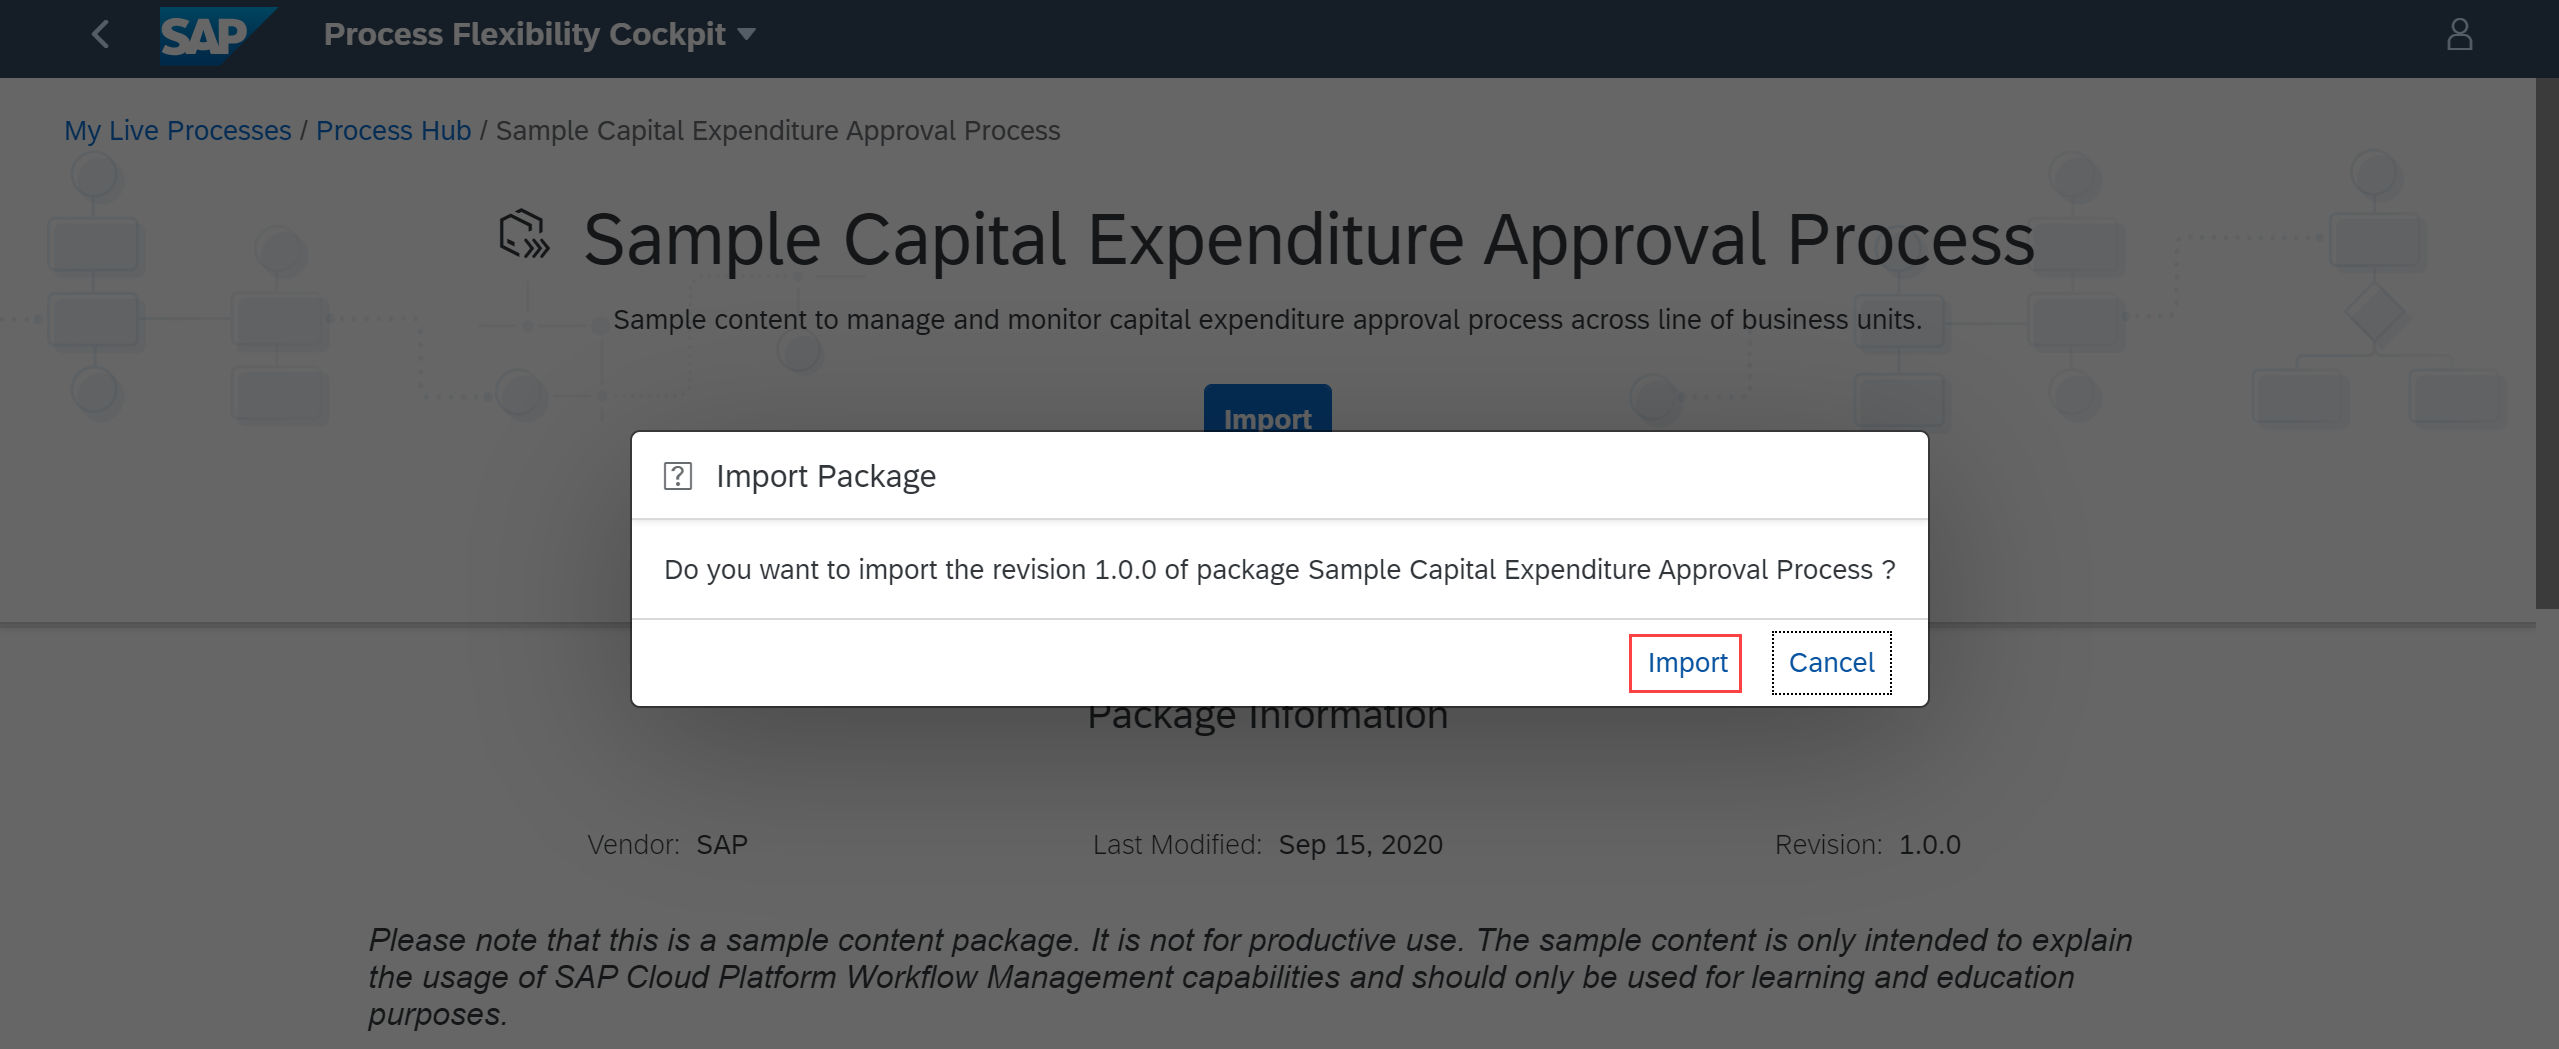 SAP Process Flexibility Cockpit
My Live Processes / Process Hub / Sample Capital Expenditure Approval Process
Sample Capital Expenditure Approval Process
Sample content to manage and monitor capital expenditure approval process across line of business units.
Import
? Import Package
Do you want to import the revision 1.0.0 of package Sample Capital Expenditure Approval Process ?
Import Cancel
Package Information
Vendor: SAP Last Modified: Sep 15, 2020 Revision: 1.0.0
Please note that this is a sample content package. It is not for productive use. The sample content is only intended to explain
the usage of SAP Cloud Platform Workflow Management capabilities and should only be used for learning and education
purposes.